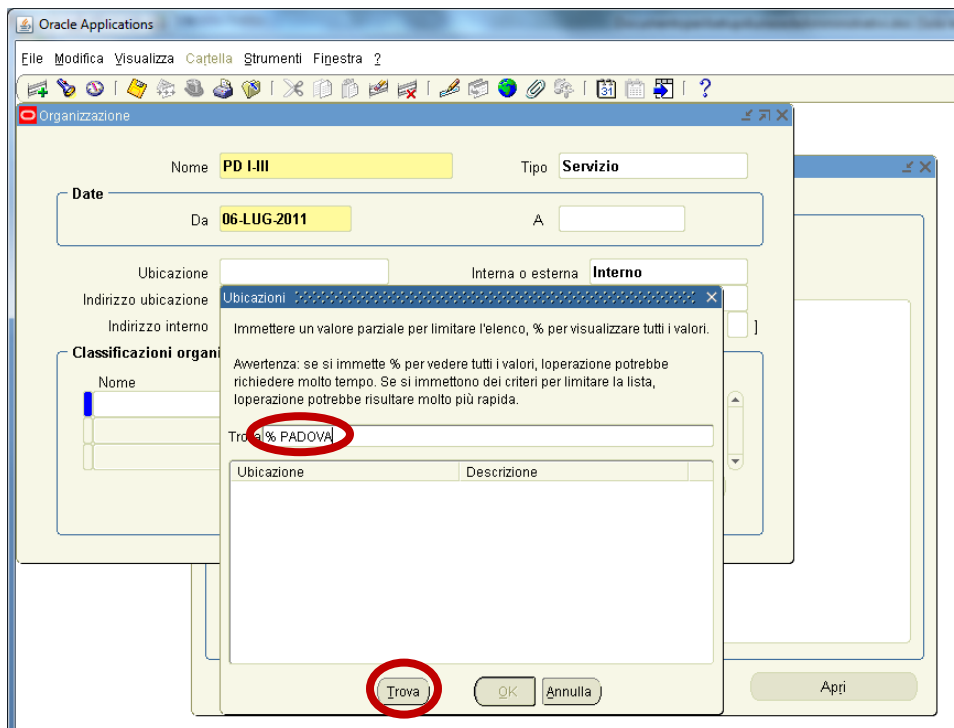 Oracle Applications
File Modifica Visualizza Cartella Strumenti Finestra ?
31
?
Organizzazione
Nome PD I-III Tipo Servizio
Date
Da 06-LUG-2011 A
Ubicazione Interna o esterna Interno
Indirizzo ubicazione
Indirizzo interno ]
Classificazioni organi
Nome
Ubicazioni
Immettere un valore parziale per limitare l'elenco, % per visualizzare tutti i valori.
Avvertenza: se si immette % per vedere tutti i valori, loperazione potrebbe
richiedere molto tempo. Se si immettono dei criteri per limitare la lista,
loperazione potrebbe risultare molto più rapida.
Trova % PADOVA
Ubicazione Descrizione
Trova OK Annulla
Apri